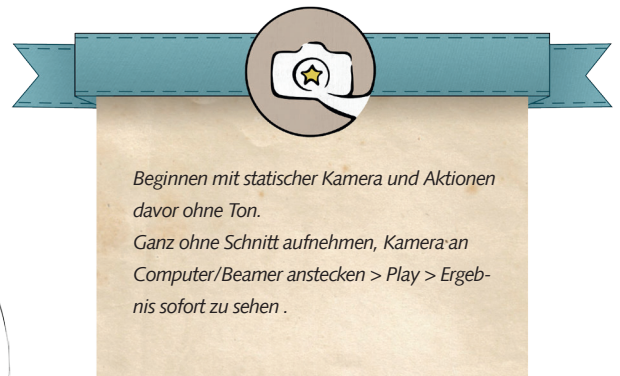 Beginnen mit statischer Kamera und Aktionen
davor ohne Ton.
Ganz ohne Schnitt aufnehmen, Kamera an
Computer/Beamer anstecken > Play > Ergeb-
nis sofort zu sehen .